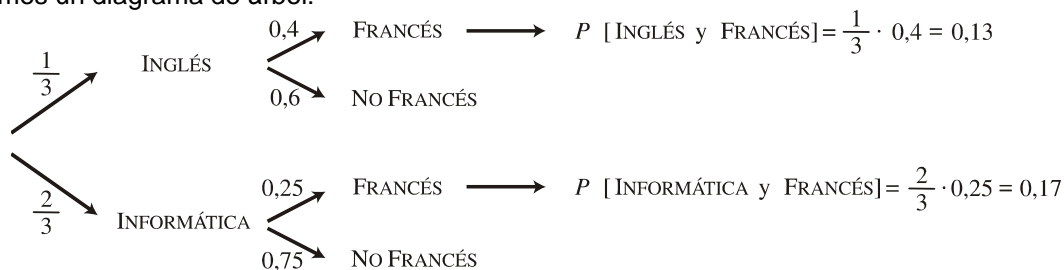 mos un diagrama de árbol.
0,4 FRANCÉS P [INGLÉS y FRANCÉS] = 1/3 · 0,4 = 0,13
1/3 INGLÉS
0,6 NO FRANCÉS
0,25 FRANCÉS P [INFORMÁTICA y FRANCÉS] = 2/3 · 0,25 = 0,17
2/3 INFORMÁTICA
0,75 NO FRANCÉS